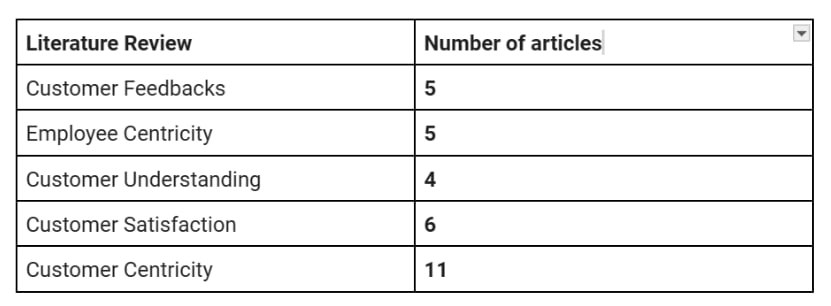 Literature Review Number of articles
Customer Feedbacks 5
Employee Centricity 5
Customer Understanding 4
Customer Satisfaction 6
Customer Centricity 11